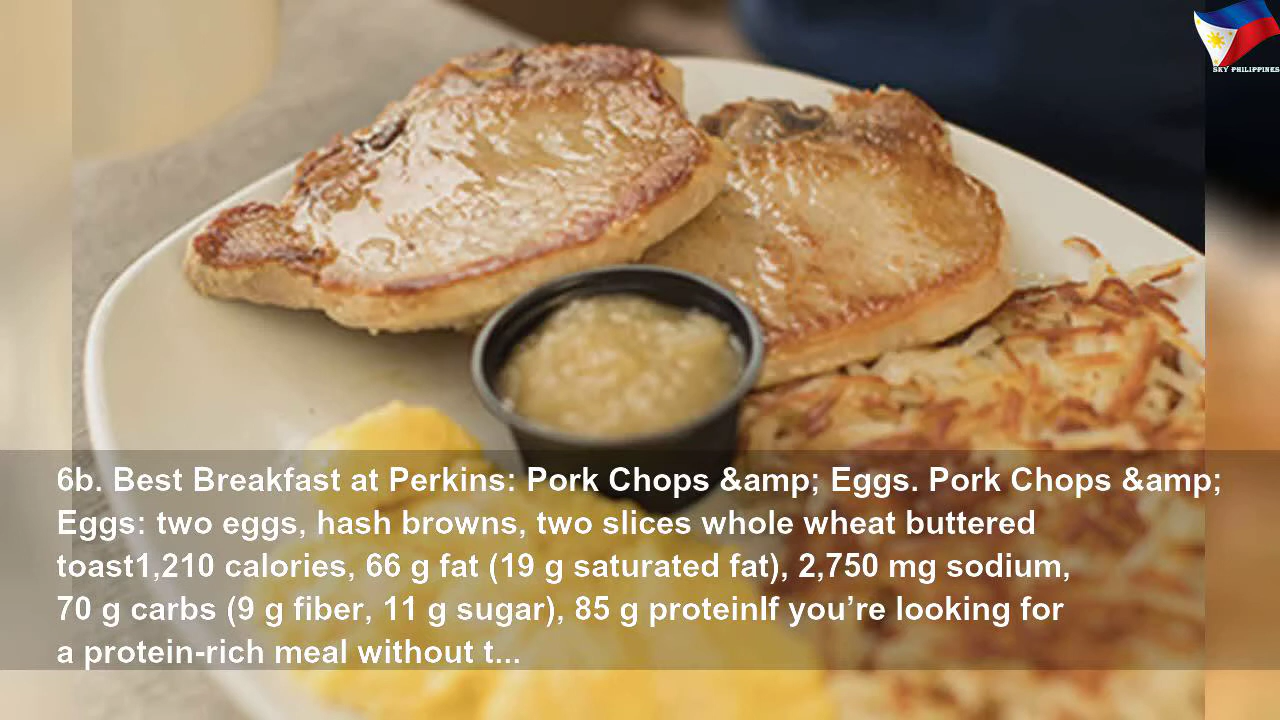 SKY PHILIPPINES
6b. Best Breakfast at Perkins: Pork Chops &amp; Eggs. Pork Chops &amp;
Eggs: two eggs, hash browns, two slices whole wheat buttered
toast1,210 calories, 66 g fat (19 g saturated fat), 2,750 mg sodium,
70 g carbs (9 g fiber, 11 g sugar), 85 g proteinIf you’re looking for
a protein-rich meal without t...